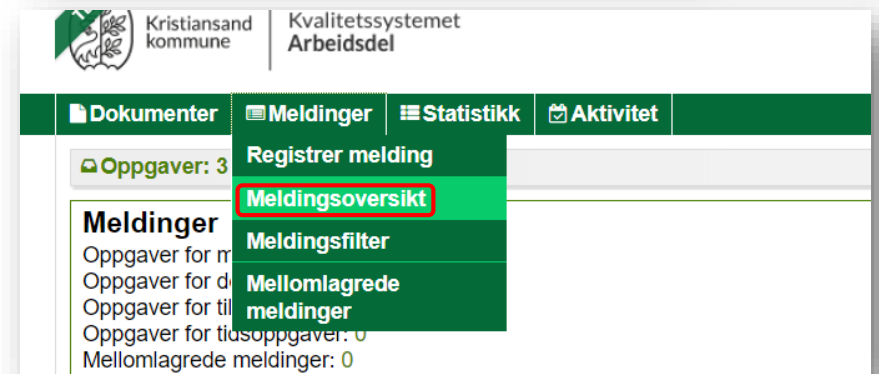 Kristiansand kommune
Kvalitetssystemet
Arbeidsdel
Dokumenter Meldinger Statistikk Aktivitet
Registrer melding
Oppgaver: 3
Meldingsoversikt
Meldinger
Meldingsfilter
Oppgaver for
Mellomlagrede
meldinger
Oppgaver for
Oppgaver for
Oppgaver for tidsoppgaver: 0
Mellomlagrede meldinger: 0